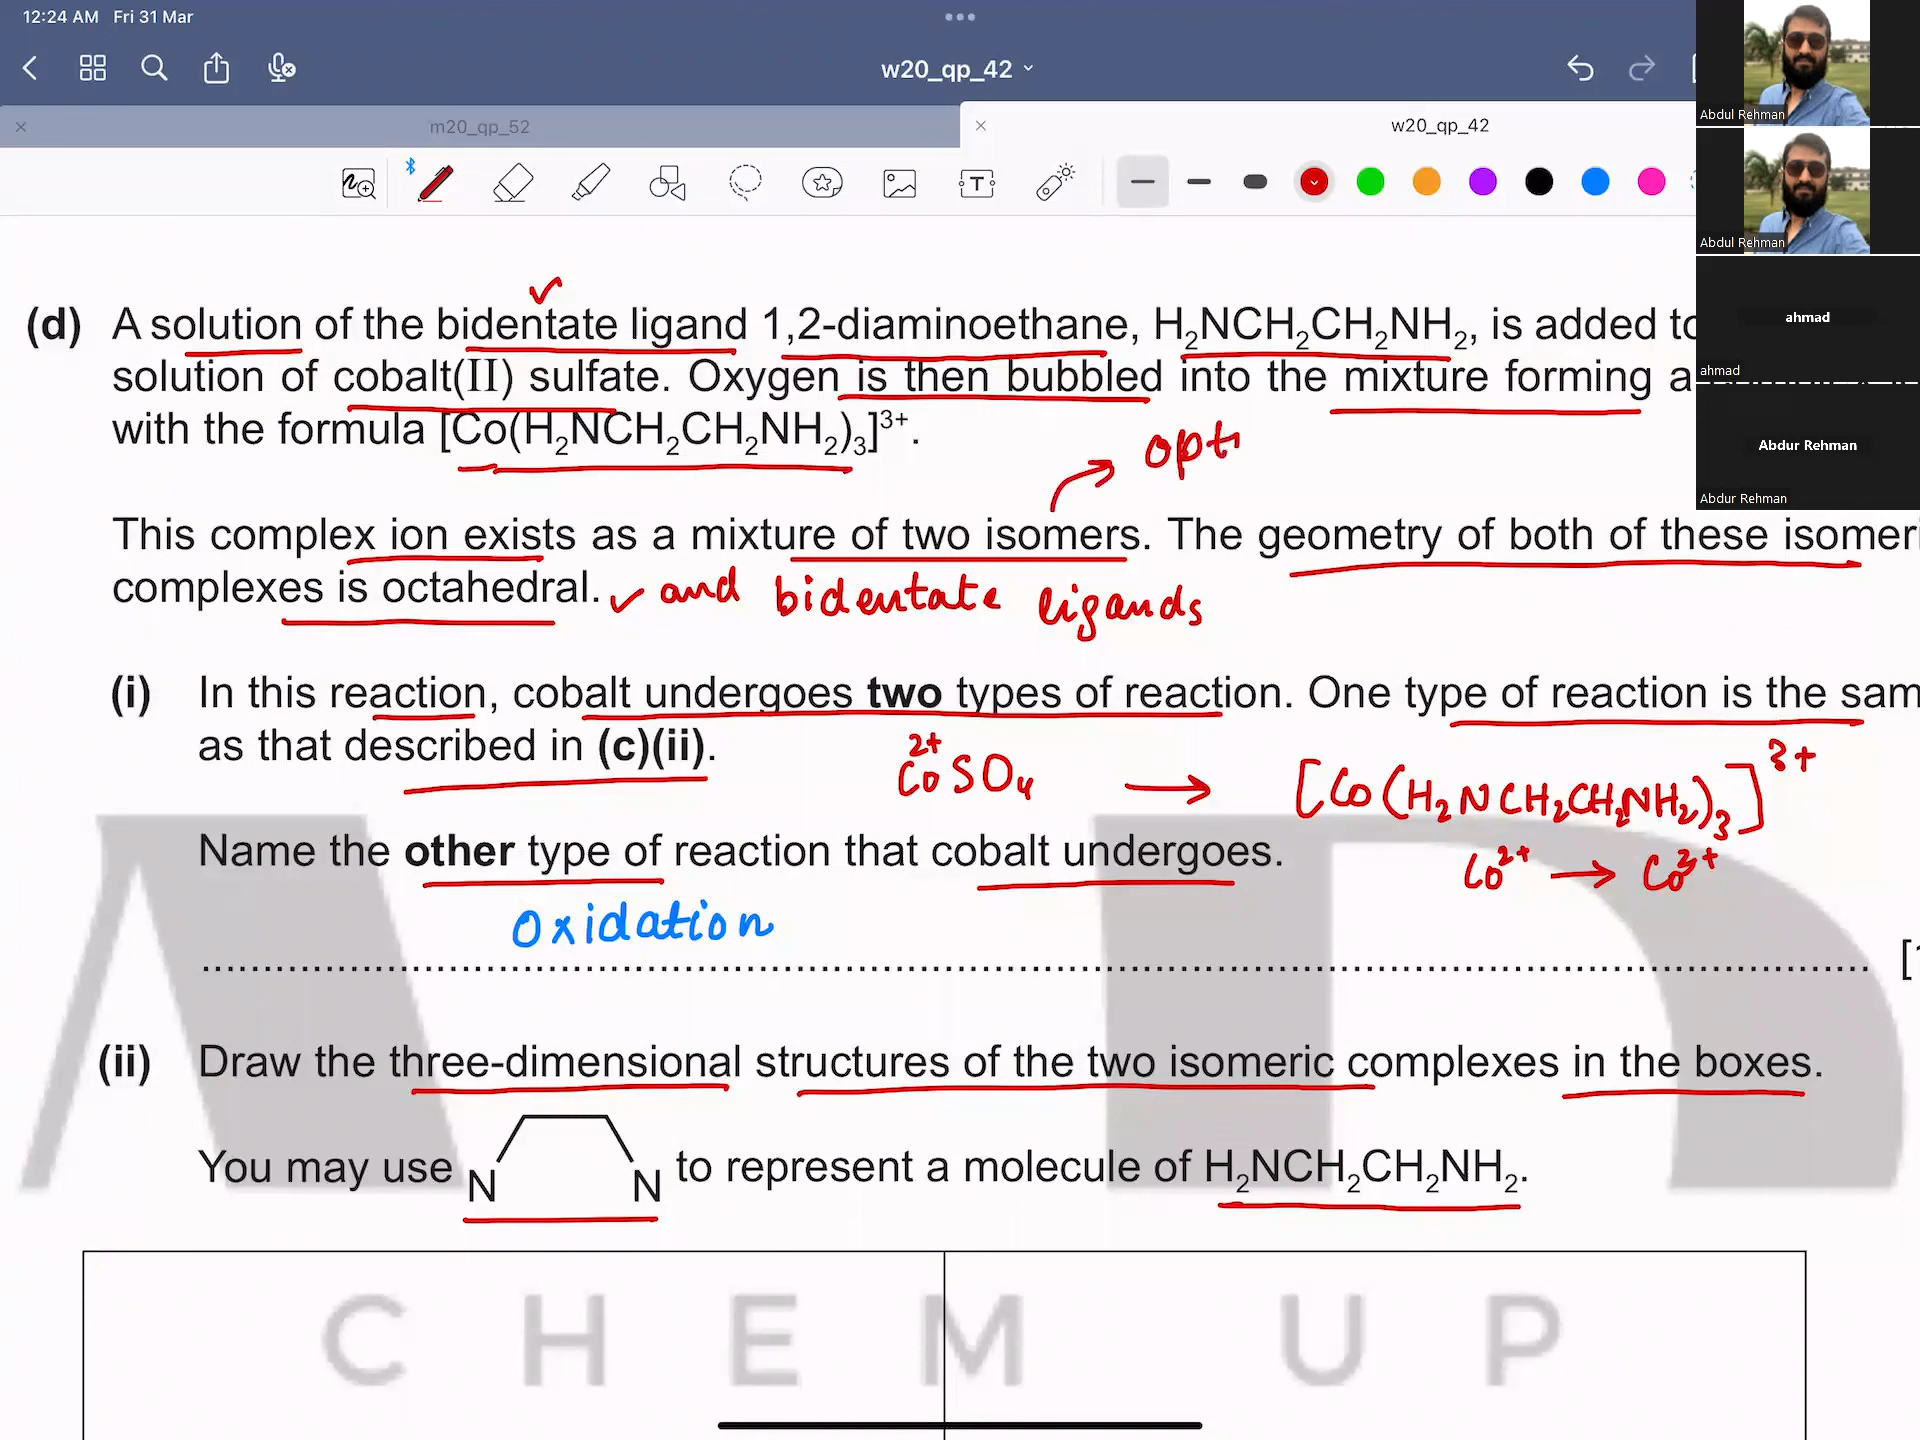 12:24 AM Fri 31 Mar
w20_qp_42
m20_qp_52
w20_qp_42
T
Abdul Rehman
Abdul Rehman
ahmad
ahmad
Abdur Rehman
Abdur Rehman
(d) A solution of the bidentate ligand 1,2-diaminoethane, H₂NCH₂CH₂NH₂, is added to
solution of cobalt(II) sulfate. Oxygen is then bubbled into the mixture forming a
with the formula [Co(H₂NCH₂CH₂NH₂)₃]³⁺.
opt
This complex ion exists as a mixture of two isomers. The geometry of both of these isomeri
complexes is octahedral. ✓ and bidentate ligands
(i) In this reaction, cobalt undergoes two types of reaction. One type of reaction is the sam
as that described in (c)(ii).
2+
CoSO₄ → [Co(H₂NCH₂CH₂NH₂)₃]³⁺
Name the other type of reaction that cobalt undergoes.
Co²⁺ → Co³⁺
Oxidation
[1
(ii) Draw the three-dimensional structures of the two isomeric complexes in the boxes.
You may use N N to represent a molecule of H₂NCH₂CH₂NH₂.
CHEM UP